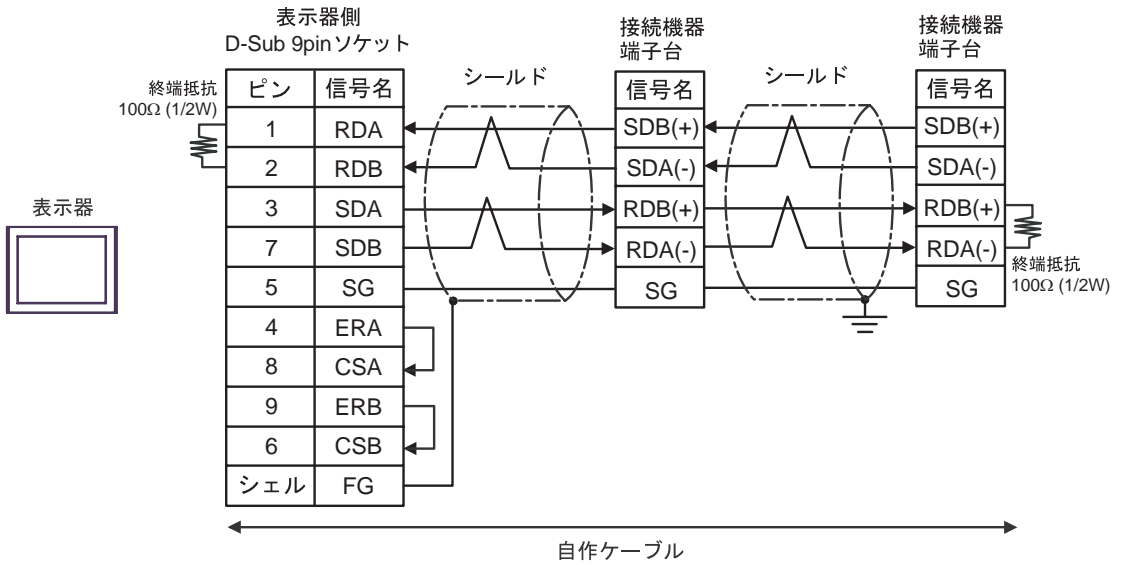 表示器側
D-Sub 9pinソケット
接続機器
端子台
接続機器
端子台
終端抵抗
100Ω (1/2W)
シールド
シールド
ピン 信号名
1 RDA
2 RDB
3 SDA
7 SDB
5 SG
4 ERA
8 CSA
9 ERB
6 CSB
シェル FG
信号名
SDB(+)
SDA(-)
RDB(+)
RDA(-)
SG
信号名
SDB(+)
SDA(-)
RDB(+)
RDA(-)
SG
終端抵抗
100Ω (1/2W)
表示器
自作ケーブル